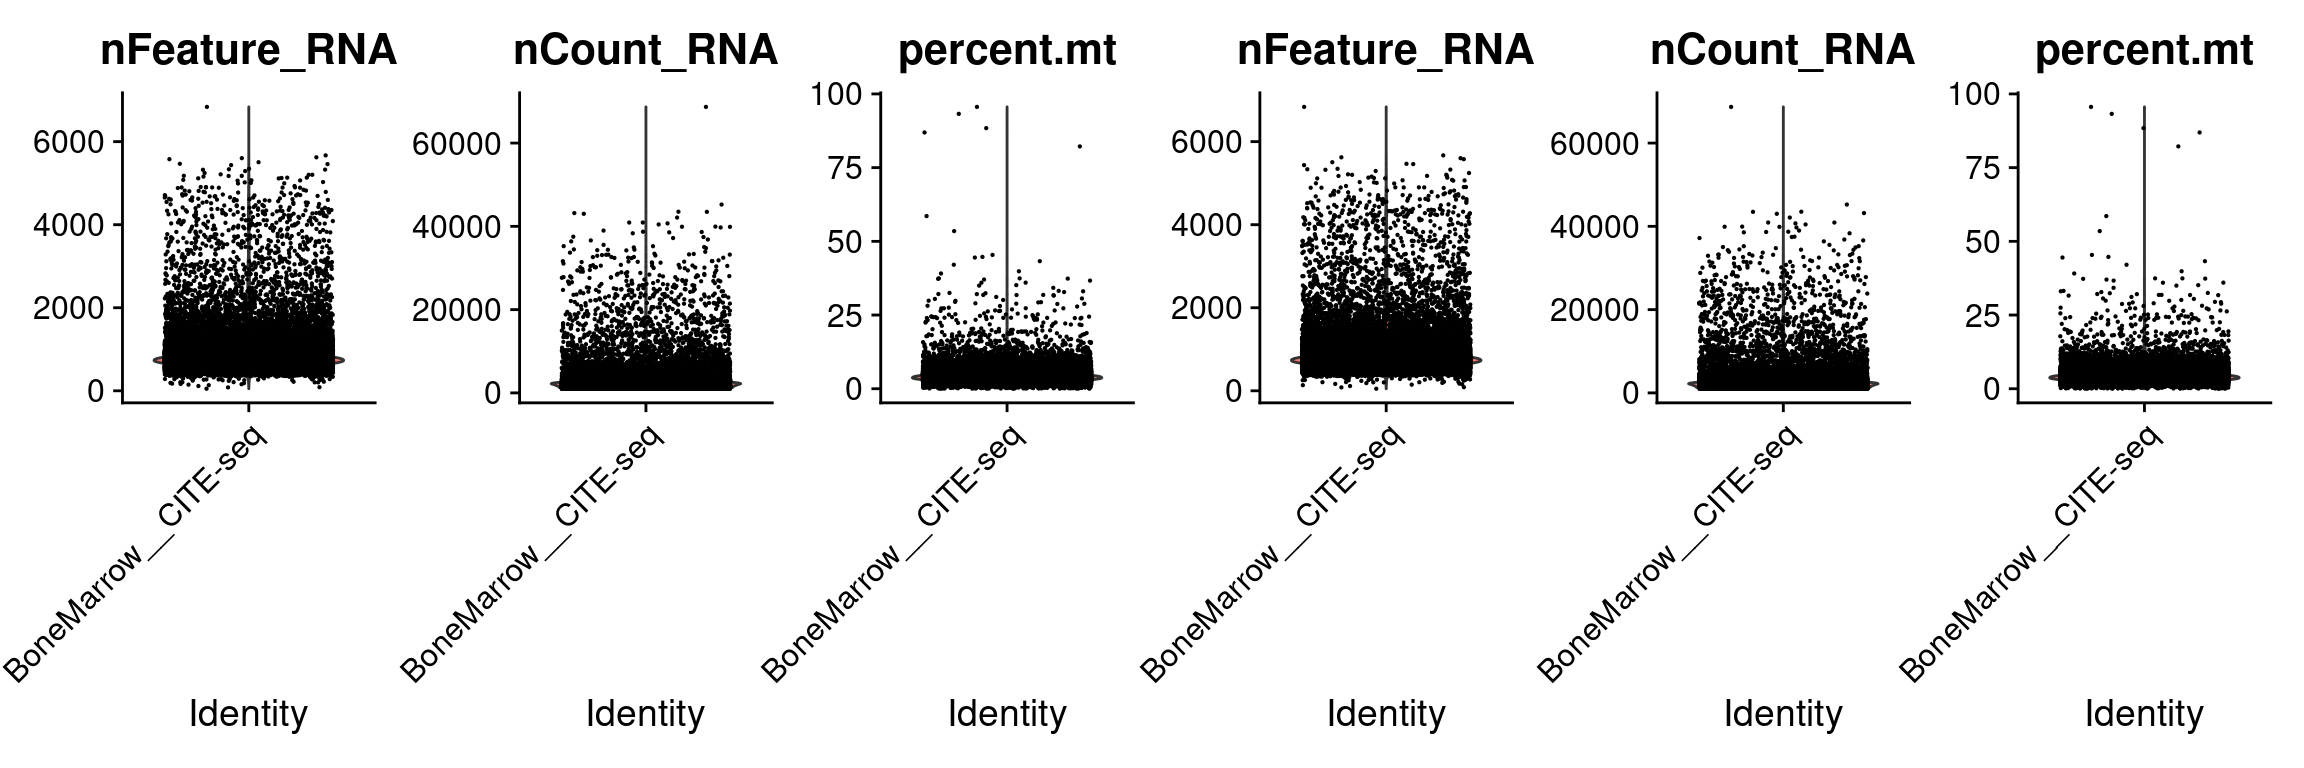 nFeature_RNA
6000
4000
2000
0
BoneMarrow__CITE-seq
Identity
nCount_RNA
60000
40000
20000
0
BoneMarrow__CITE-seq
Identity
percent.mt
100
75
50
25
0
BoneMarrow__CITE-seq
Identity
nFeature_RNA
6000
4000
2000
0
BoneMarrow__CITE-seq
Identity
nCount_RNA
60000
40000
20000
0
BoneMarrow__CITE-seq
Identity
percent.mt
100
75
50
25
0
BoneMarrow__CITE-seq
Identity